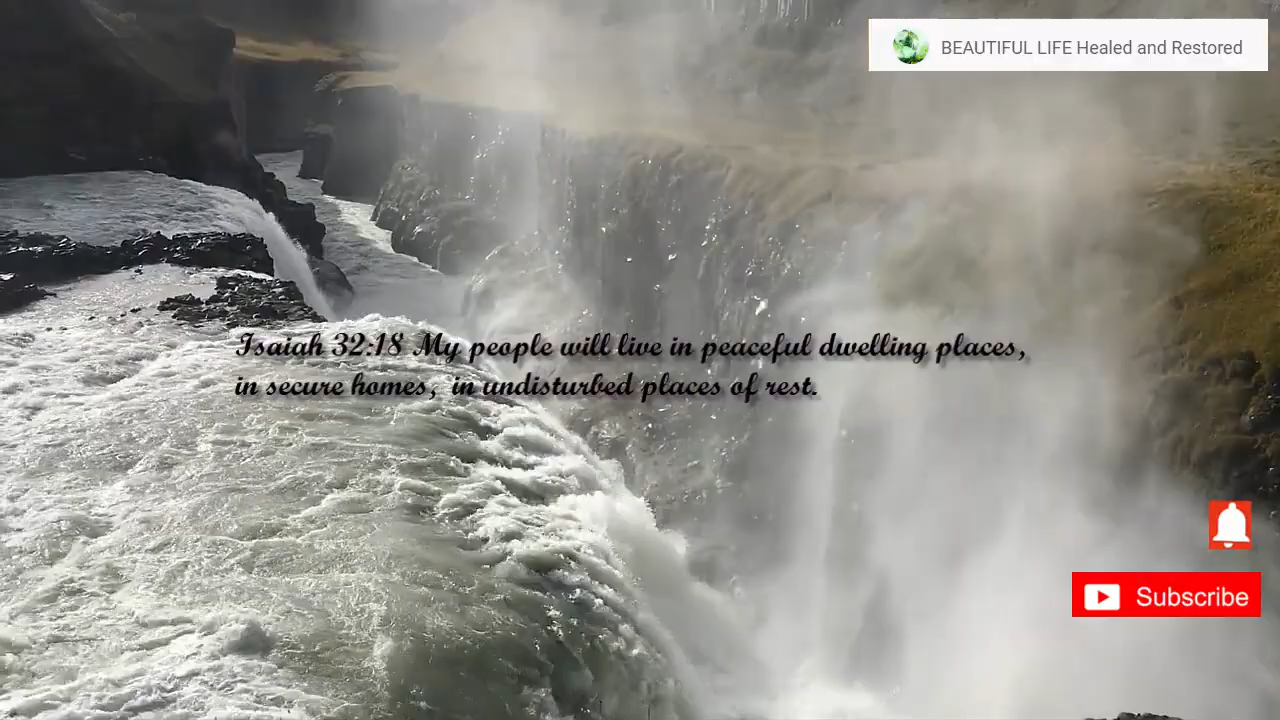 BEAUTIFUL LIFE Healed and Restored
Isaiah 32:18 My people will live in peaceful dwelling places,
in secure homes, in undisturbed places of rest.
Subscribe